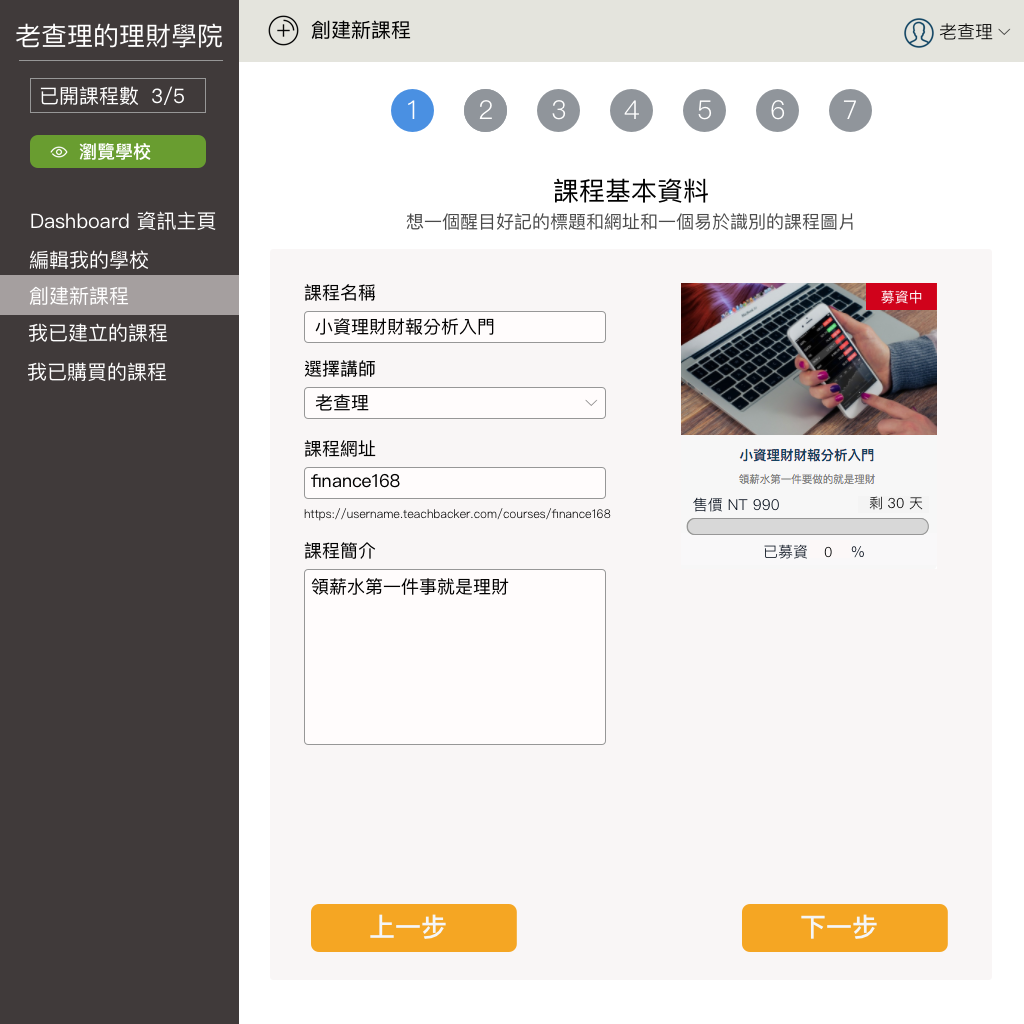 老查理的理財學院
已開課程數 3/5
瀏覽學校
Dashboard 資訊主頁
編輯我的學校
創建新課程
我已建立的課程
我已購買的課程
創建新課程
老查理
1 2 3 4 5 6 7
課程基本資料
想一個醒目好記的標題和網址和一個易於識別的課程圖片
課程名稱
小資理財財報分析入門
選擇講師
老查理
課程網址
finance168
https://username.teachbacker.com/courses/finance168
課程簡介
領薪水第一件事就是理財
募資中
小資理財財報分析入門
領薪水第一件要做的就是理財
售價 NT 990
剩 30 天
已募資 0 %
上一步
下一步